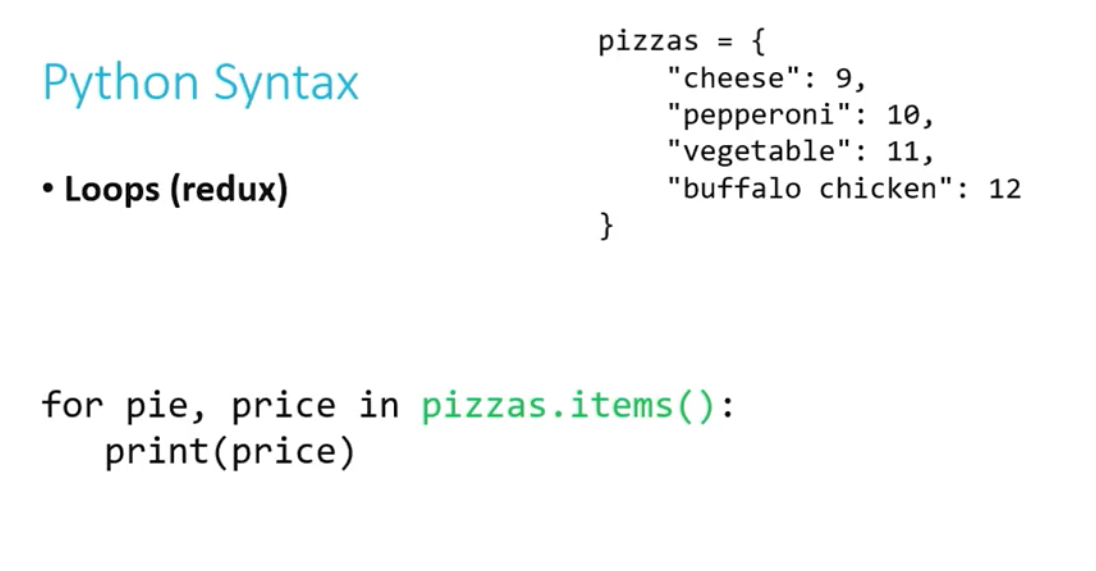 Python Syntax
• Loops (redux)
pizzas = {
    "cheese": 9,
    "pepperoni": 10,
    "vegetable": 11,
    "buffalo chicken": 12
}
for pie, price in pizzas.items():
   print(price)